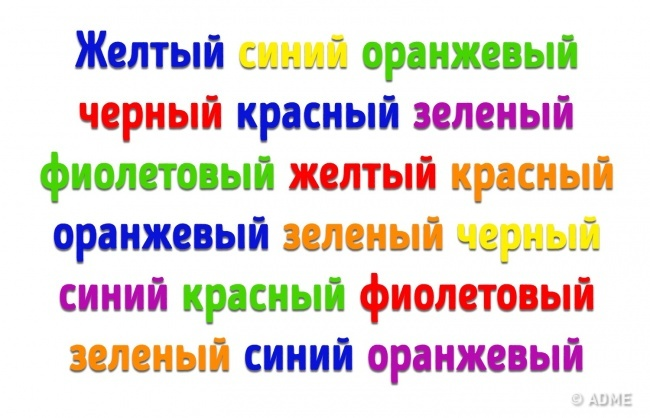 Желтый синий оранжевый
черный красный зеленый
фиолетовый желтый красный
оранжевый зеленый черный
синий красный фиолетовый
зеленый синий оранжевый
© ADME